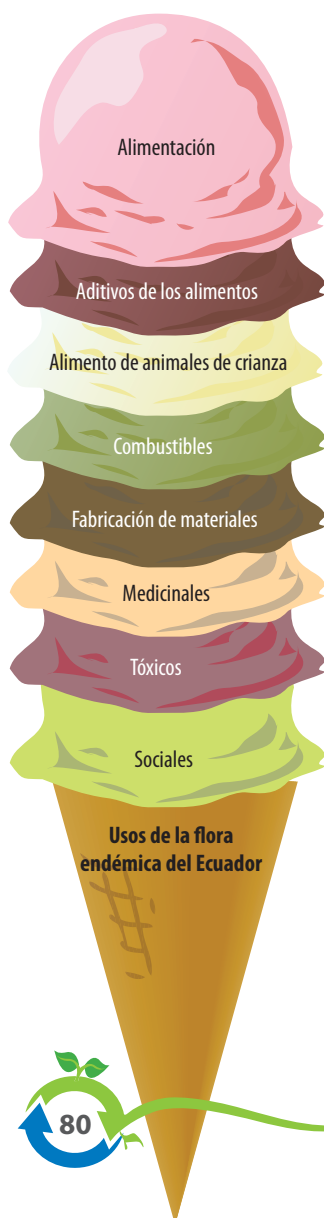 Alimentación
Aditivos de los alimentos
Alimento de animales de crianza
Combustibles
Fabricación de materiales
Medicinales
Tóxicos
Sociales
Usos de la flora
endémica del Ecuador
80